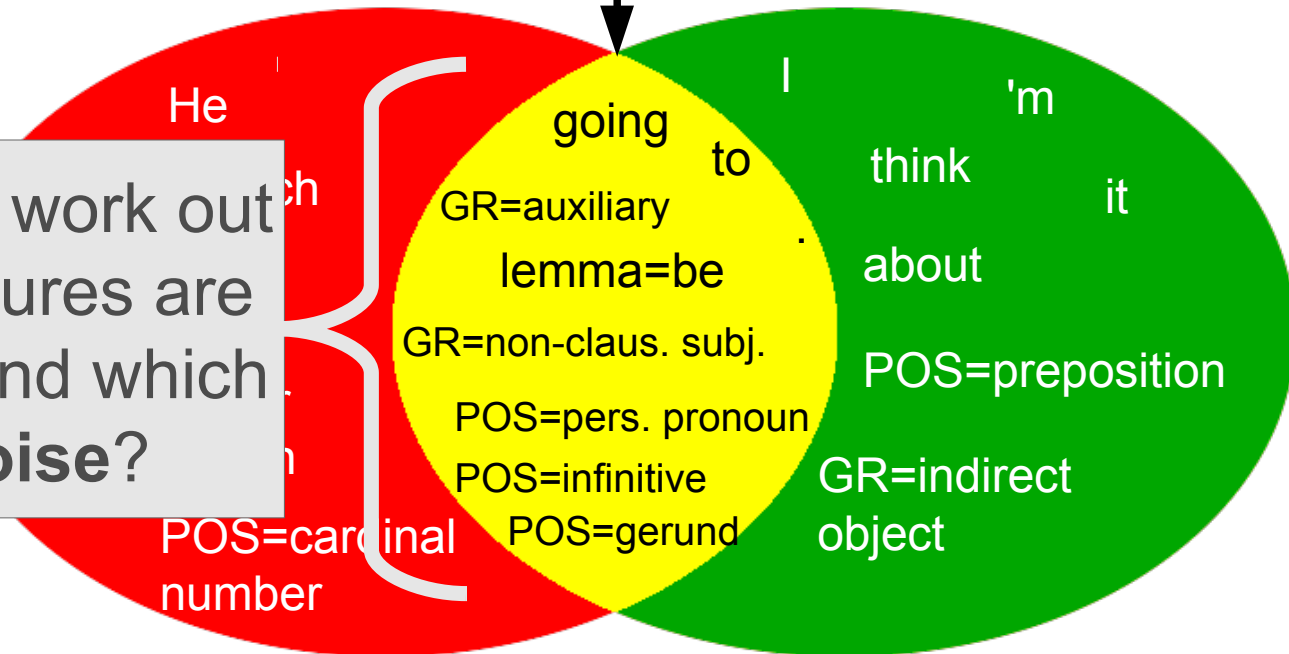 He
work out
ures are
nd which
oise?
POS=cardinal
number
going
to
GR=auxiliary
.
lemma=be
GR=non-claus. subj.
POS=pers. pronoun
POS=infinitive
POS=gerund
I
'm
think
it
about
POS=preposition
GR=indirect
object